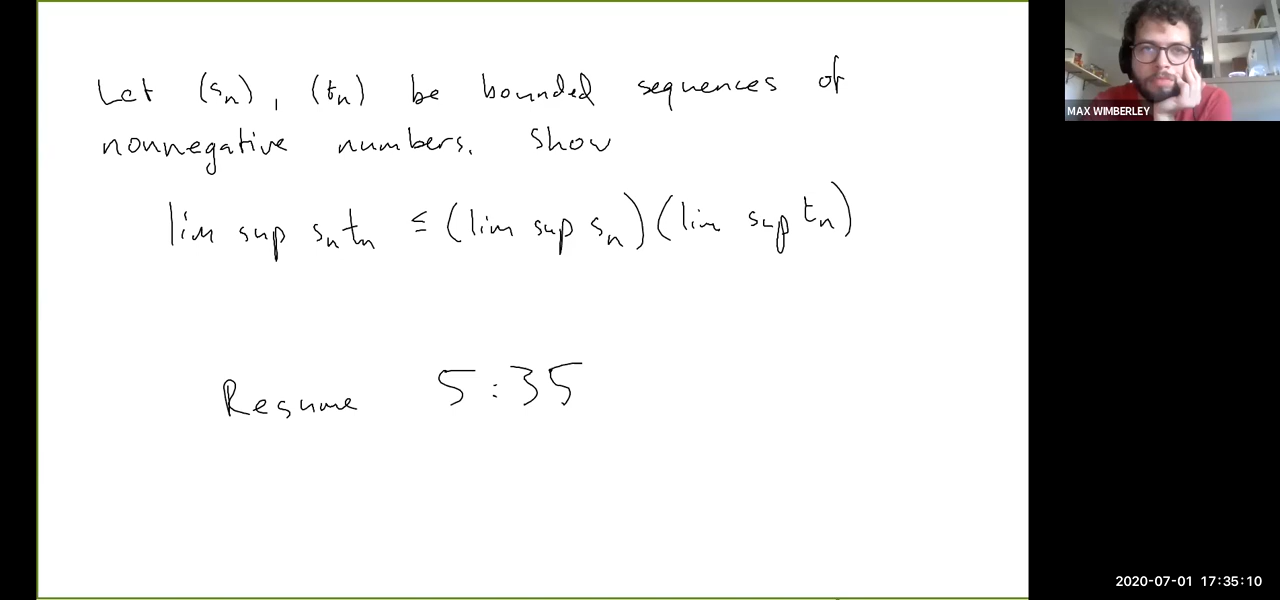 Let (sn), (tn) be bounded sequences of
nonnegative numbers. Show
lim sup sntn ≤ (lim sup sn)(lim sup tn)
Resume 5:35
MAX WIMBERLEY
2020-07-01 17:35:10